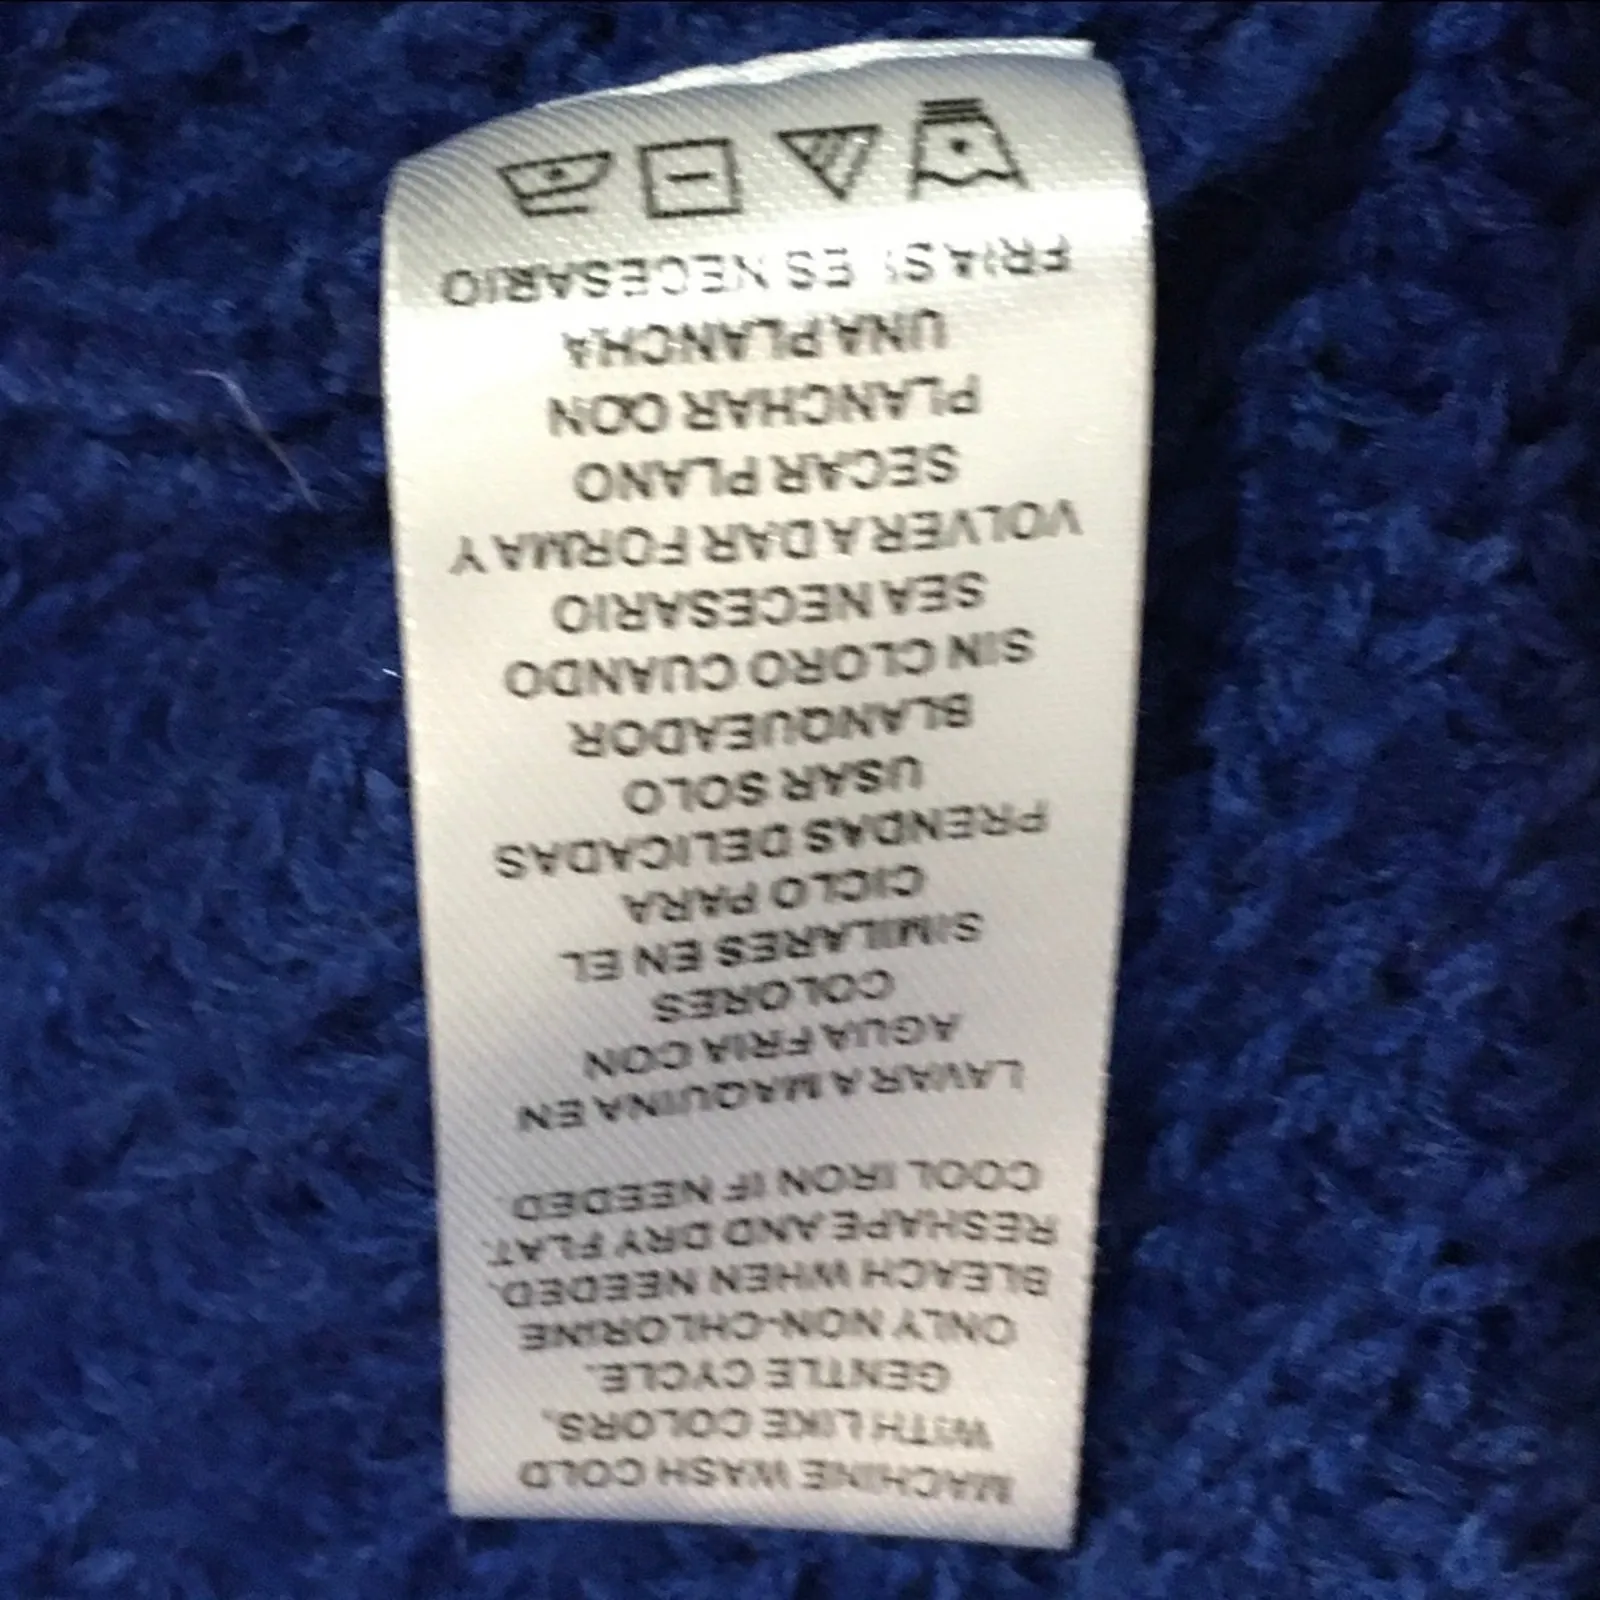 MACHINE WASH COLD
WITH LIKE COLORS,
GENTLE CYCLE.
ONLY NON-CHLORINE
BLEACH WHEN NEEDED.
RESHAPE AND DRY FLAT.
COOL IRON IF NEEDED.
LAVAR A MAQUINA EN
AGUA FRIA CON
COLORES
SIMILARES EN EL
CICLO PARA
PRENDAS DELICADAS
USAR SOLO
BLANQUEADOR
SIN CLORO CUANDO
SEA NECESARIO
VOLVER A DAR FORMA Y
SECAR PLANO
PLANCHAR CON
UNA PLANCHA
FRIA SI ES NECESARIO